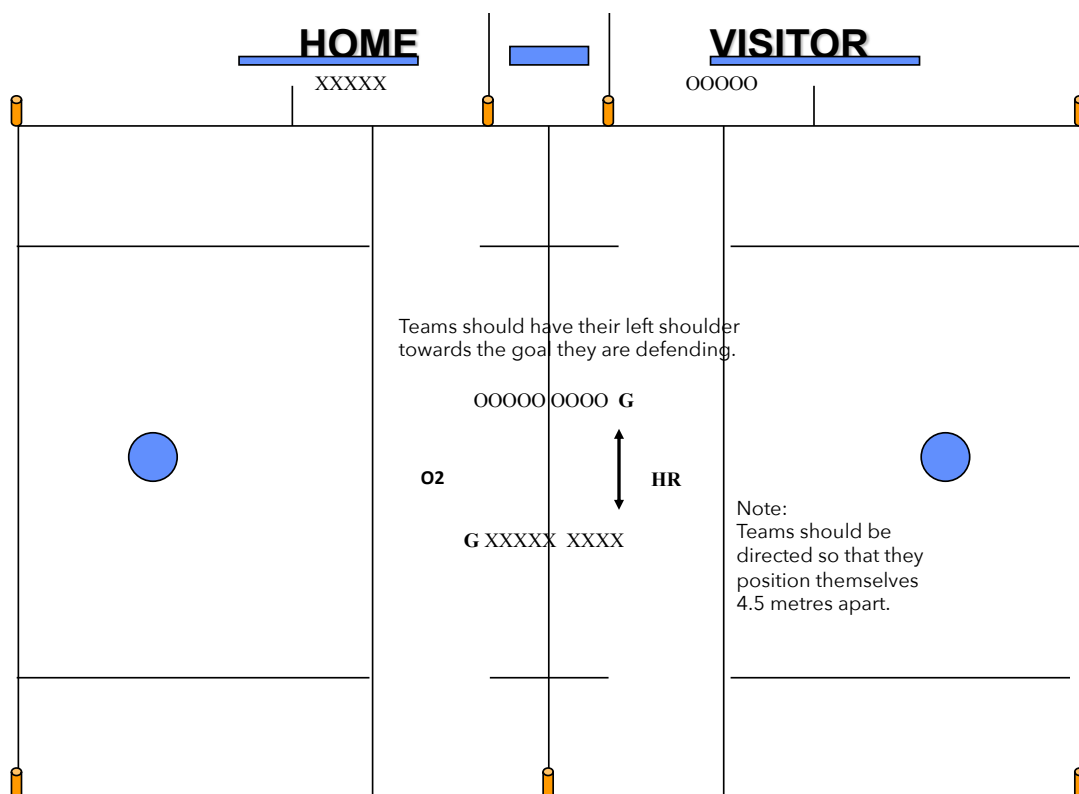 HOME
VISITOR
XXXXX
OOOOO
Teams should have their left shoulder
towards the goal they are defending.
OOOOO OOOO G
O2
HR
Note:
Teams should be
directed so that they
position themselves
4.5 metres apart.
G XXXXX XXXX